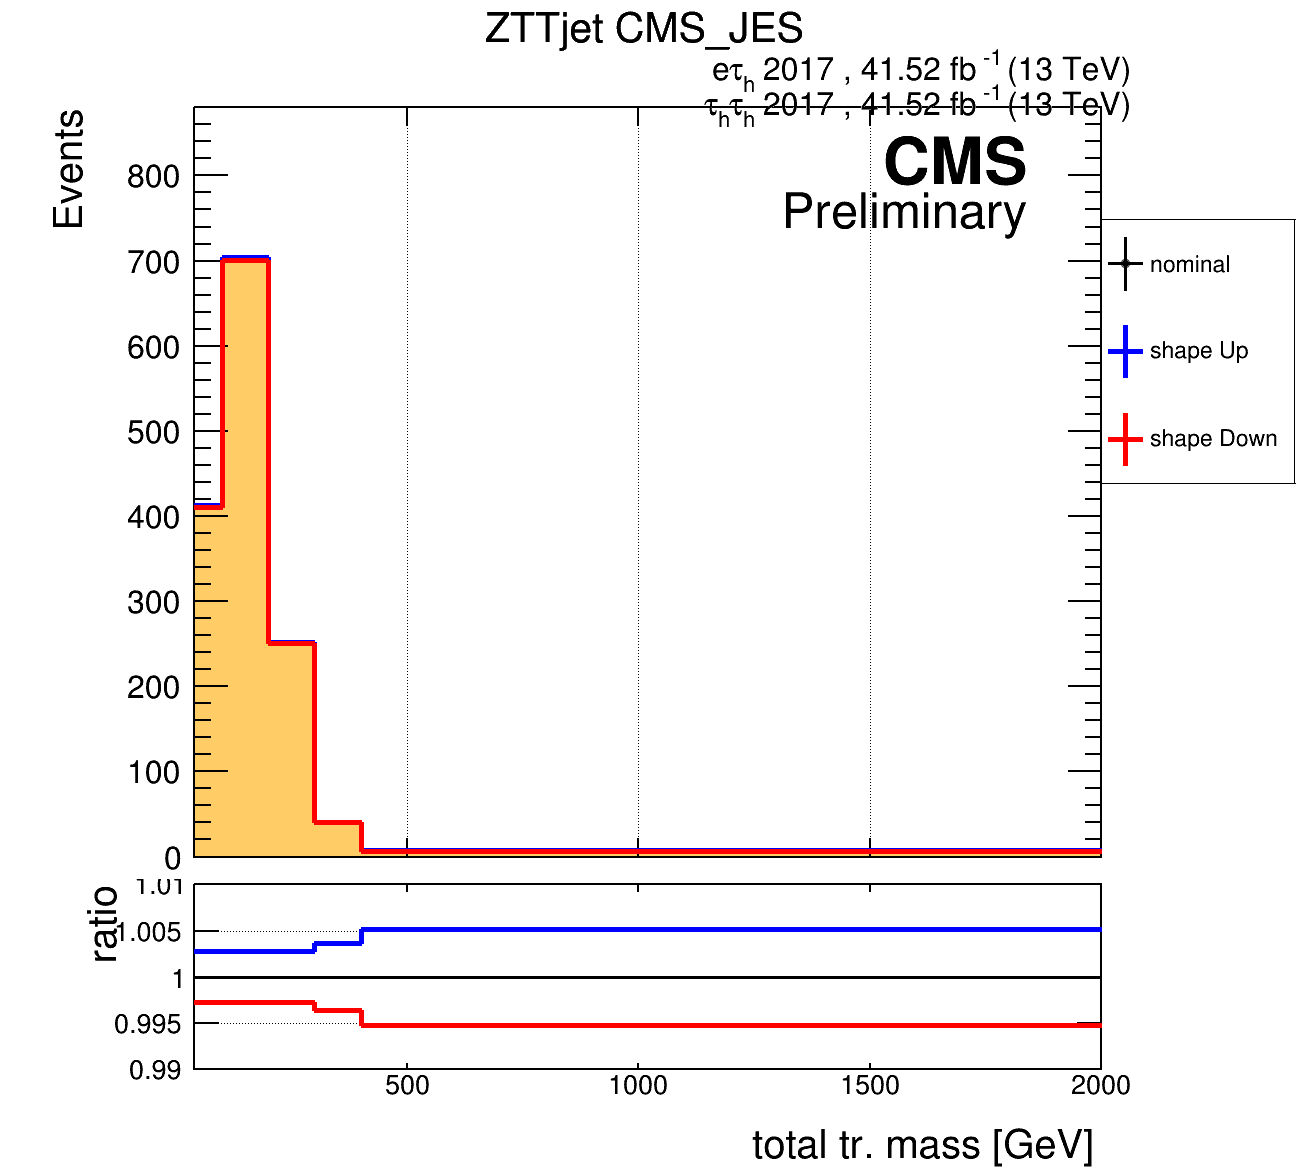 ZTTjet CMS_JES
eτh 2017 , 41.52 fb -1 (13 TeV)
τhτh 2017 , 41.52 fb -1 (13 TeV)
Events
CMS
Preliminary
800
700
600
500
400
300
200
100
0
nominal
shape Up
shape Down
ratio
1.01
1.005
1
0.995
0.99
500 1000 1500 2000
total tr. mass [GeV]